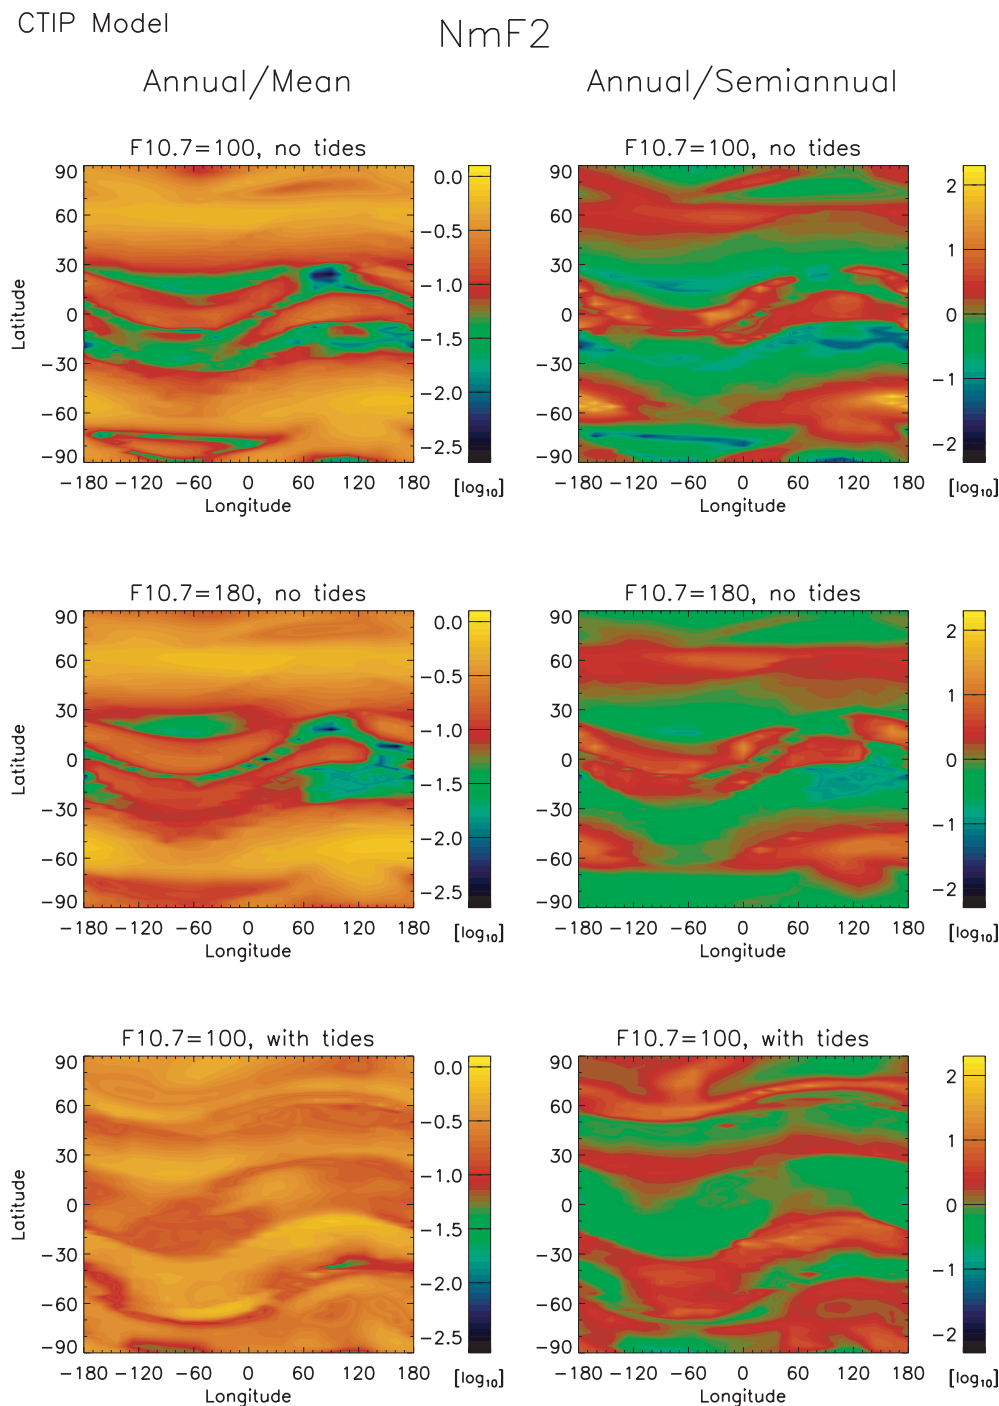 CTIP Model
NmF2
Annual/Mean
Annual/Semiannual
F10.7=100, no tides
F10.7=100, no tides
90
60
30
0
−30
−60
−90
Latitude
−180 −120 −60 0 60 120 180
Longitude
0.0
−0.5
−1.0
−1.5
−2.0
−2.5
[log10]
−180 −120 −60 0 60 120 180
Longitude
90
60
30
0
−30
−60
−90
2
1
0
−1
−2
[log10]
F10.7=180, no tides
F10.7=180, no tides
90
60
30
0
−30
−60
−90
Latitude
−180 −120 −60 0 60 120 180
Longitude
0.0
−0.5
−1.0
−1.5
−2.0
−2.5
[log10]
90
60
30
0
−30
−60
−90
−180 −120 −60 0 60 120 180
Longitude
2
1
0
−1
−2
[log10]
F10.7=100, with tides
F10.7=100, with tides
90
60
30
0
−30
−60
−90
Latitude
−180 −120 −60 0 60 120 180
Longitude
0.0
−0.5
−1.0
−1.5
−2.0
−2.5
[log10]
90
60
30
0
−30
−60
−90
−180 −120 −60 0 60 120 180
Longitude
2
1
0
−1
−2
[log10]